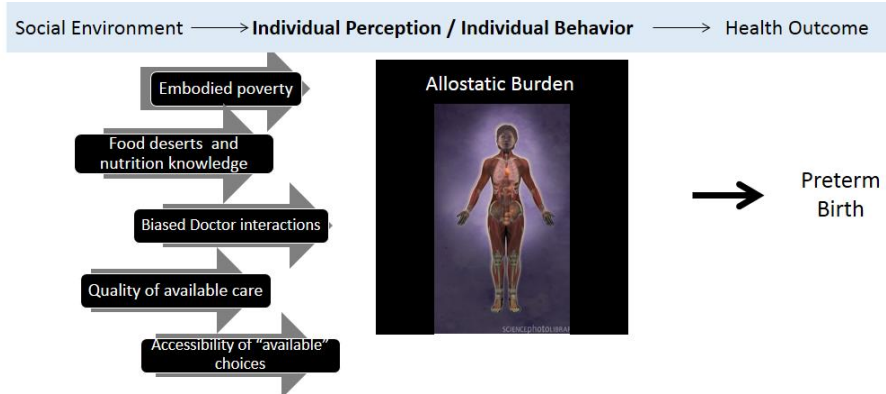 Social Environment
Individual Perception / Individual Behavior
Health Outcome
Embodied poverty
Food deserts and
nutrition knowledge
Biased Doctor interactions
Quality of available care
Accessibility of “available”
choices
Allostatic Burden
SCIENCEPHOTOLIBRAR
Preterm
Birth